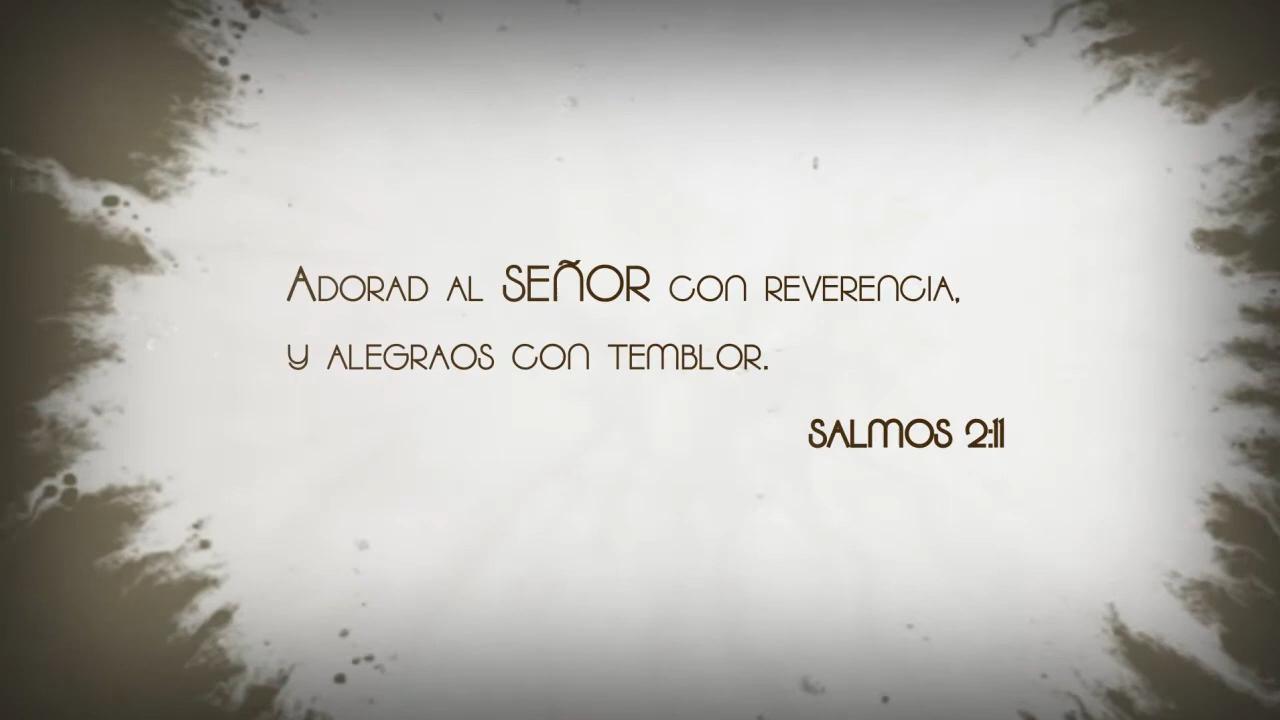 Adorad al SEÑOR con reverencia,
y alegraos con temblor.
SALMOS 2:11